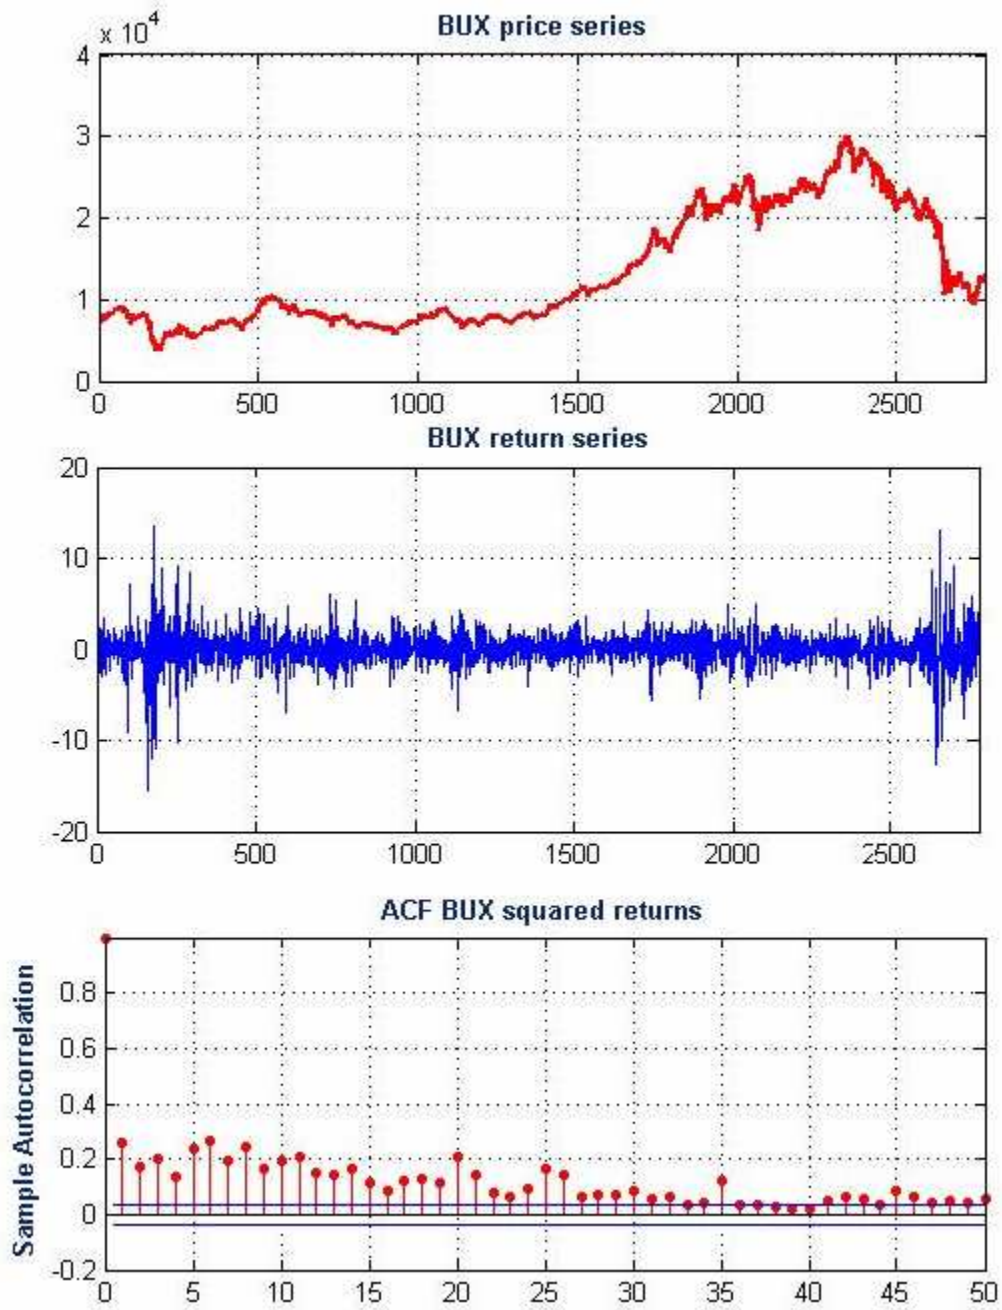 BUX price series
x 10^4
4
3
2
1
0
0 500 1000 1500 2000 2500
BUX return series
20
10
0
-10
-20
0 500 1000 1500 2000 2500
ACF BUX squared returns
Sample Autocorrelation
0.8
0.6
0.4
0.2
0
-0.2
0 5 10 15 20 25 30 35 40 45 50